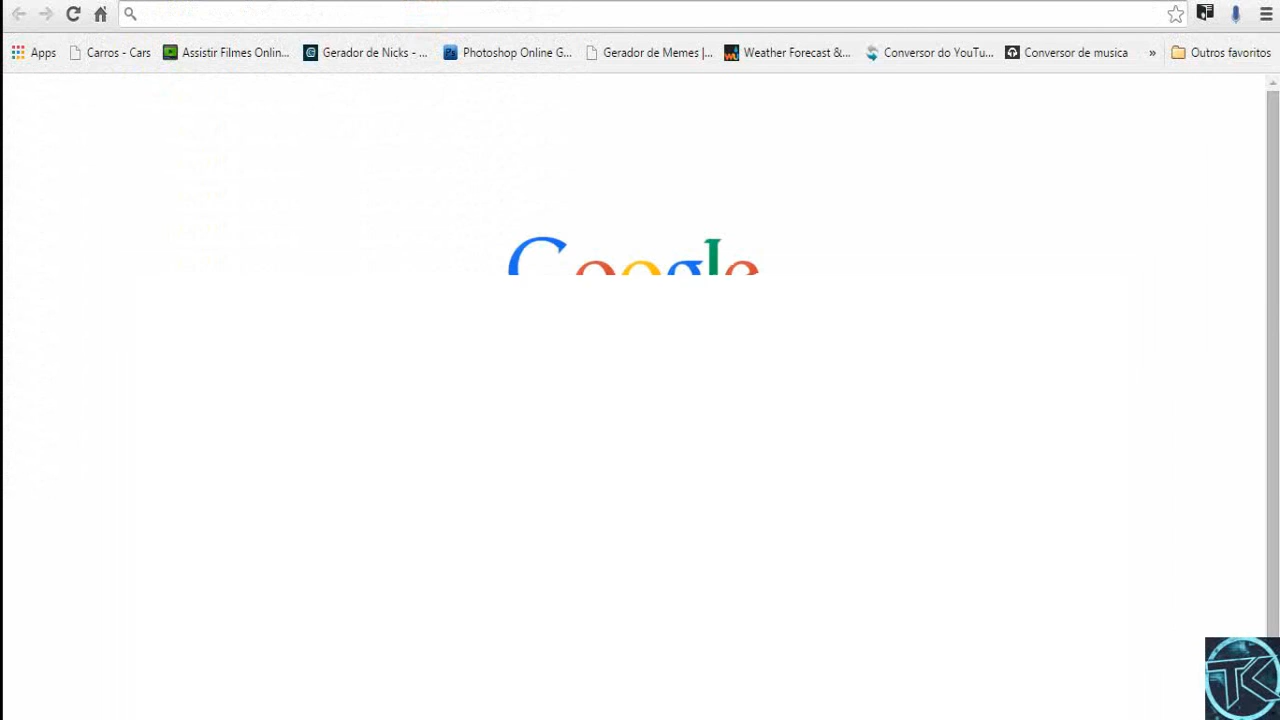 Apps Carros - Cars Assistir Filmes Onlin... Gerador de Nicks - ... Photoshop Online G... Gerador de Memes |... Weather Forecast &... Conversor do YouTu... Conversor de musica » Outros favoritos
Google
TK